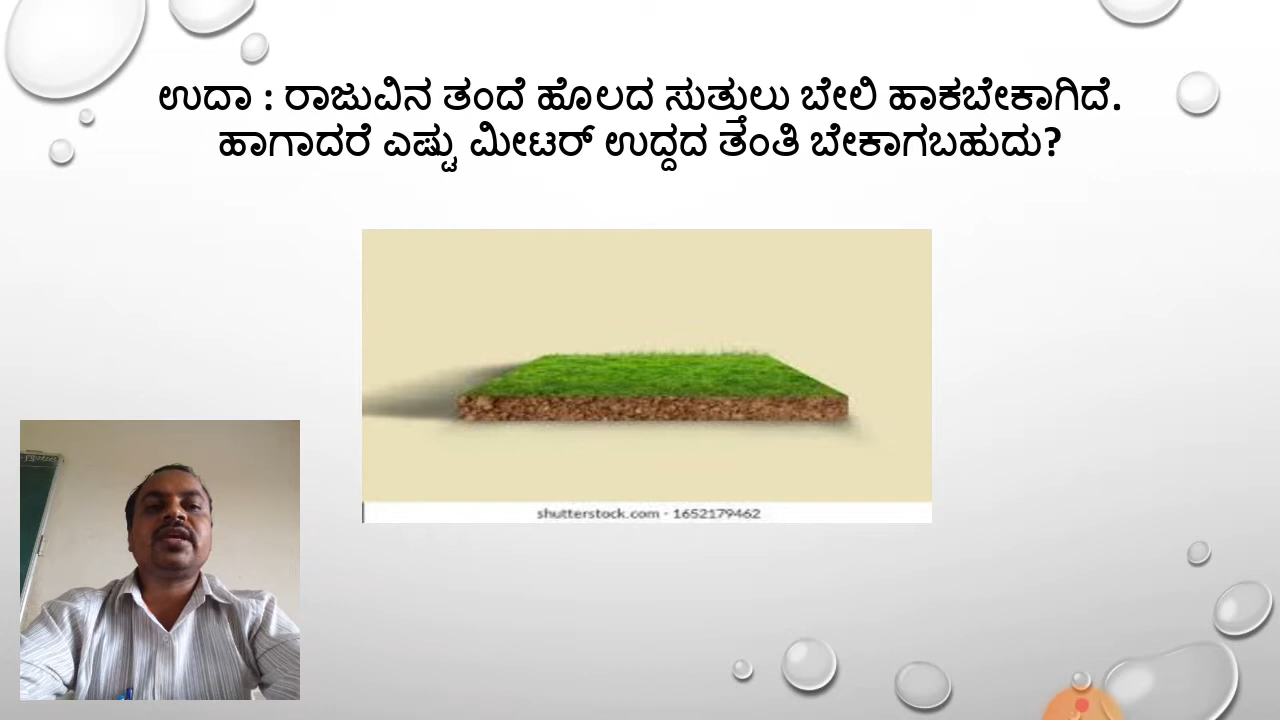 ಉದಾ : ರಾಜುವಿನ ತಂದೆ ಹೊಲದ ಸುತ್ತುಲು ಬೇಲಿ ಹಾಕಬೇಕಾಗಿದೆ.
ಹಾಗಾದರೆ ಎಷ್ಟು ಮೀಟರ್ ಉದ್ದದ ತಂತಿ ಬೇಕಾಗಬಹುದು?
shutterstock.com · 1652179462